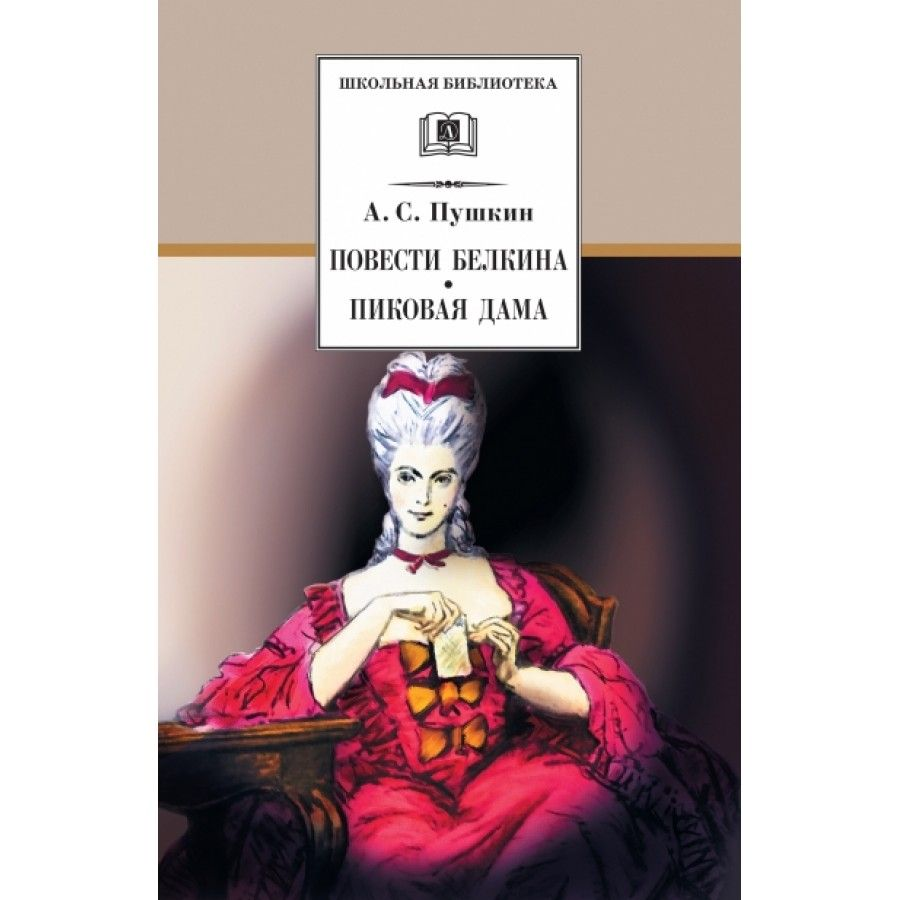 ШКОЛЬНАЯ БИБЛИОТЕКА
Д
А. С. Пушкин
ПОВЕСТИ БЕЛКИНА
•
ПИКОВАЯ ДАМА